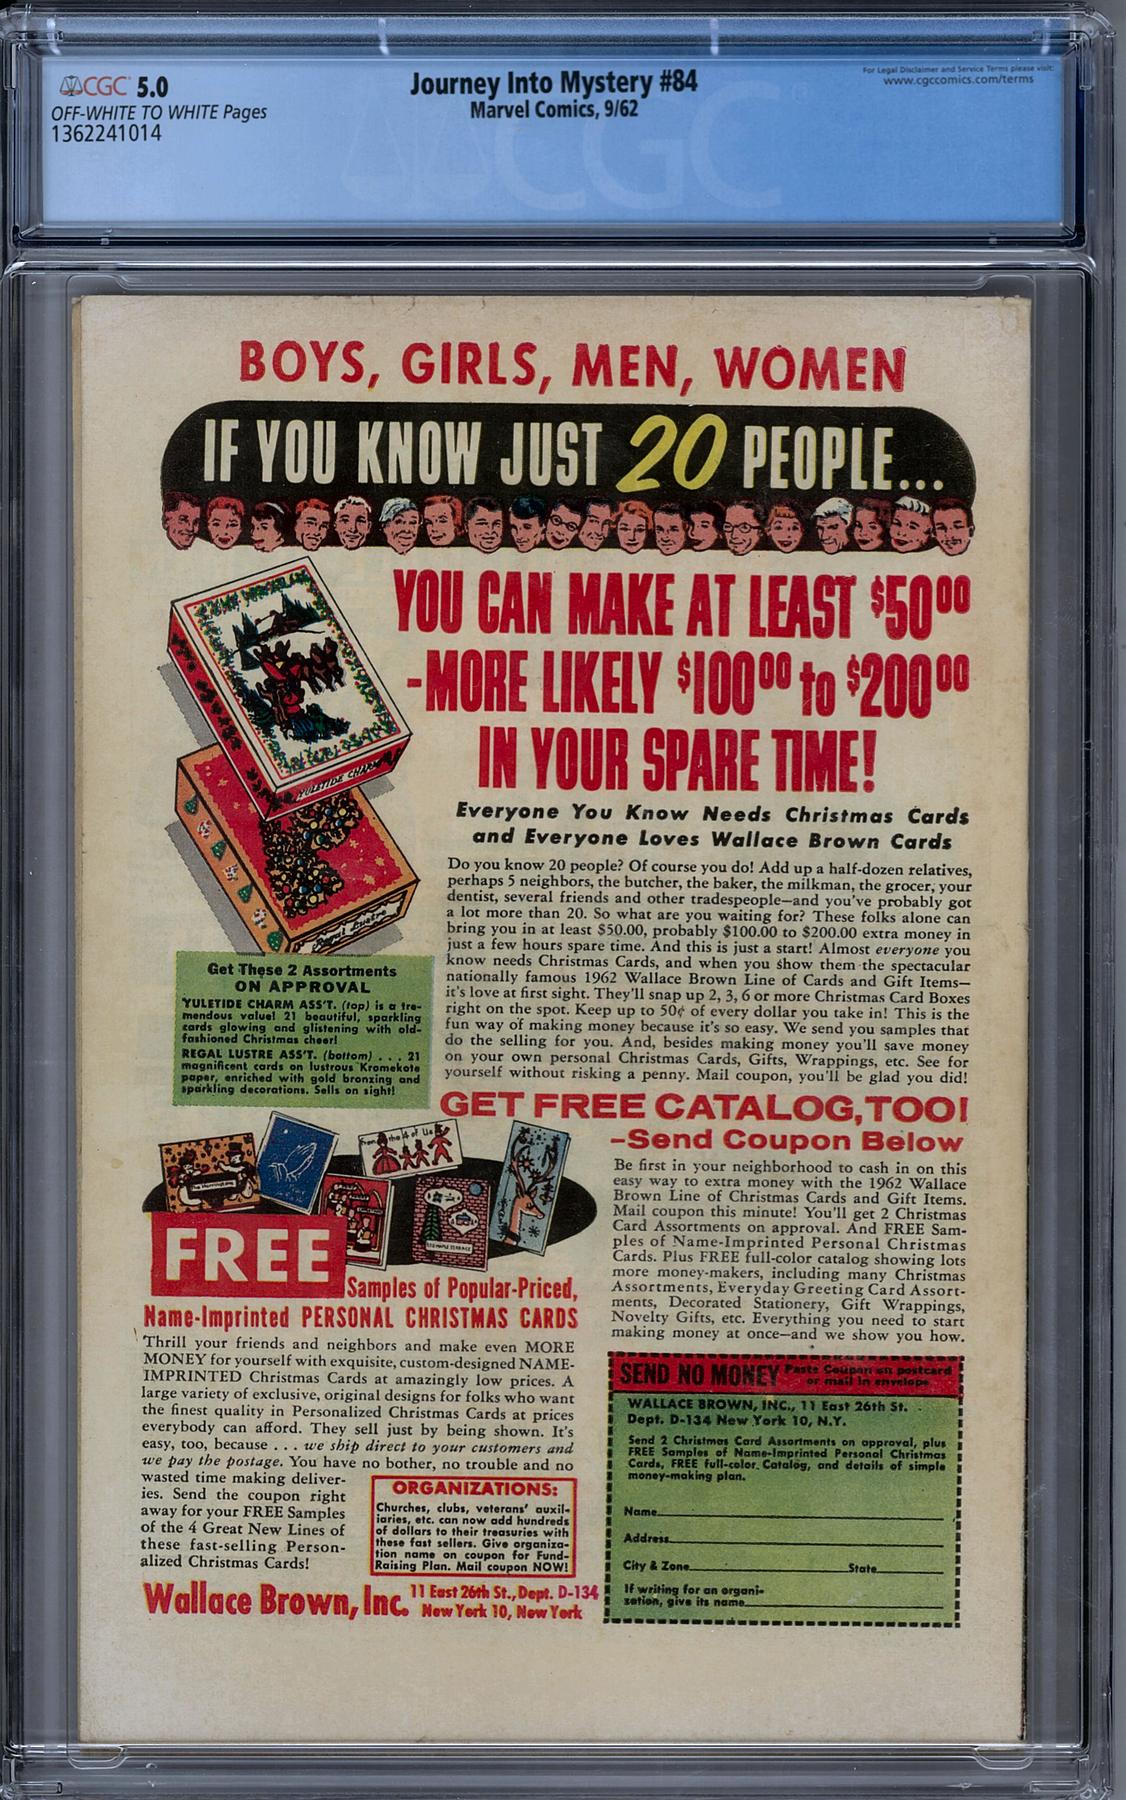 CGC 5.0
OFF-WHITE TO WHITE Pages
1362241014
Journey Into Mystery #84
Marvel Comics, 9/62
For Legal Disclaimer and Service Terms please visit:
www.cgccomics.com/terms
CGC
BOYS, GIRLS, MEN, WOMEN
IF YOU KNOW JUST 20 PEOPLE...
YOU CAN MAKE AT LEAST $5000
-MORE LIKELY $10000 to $20000
IN YOUR SPARE TIME!
YULETIDE CHARM
Regal Lustre
Everyone You Know Needs Christmas Cards
and Everyone Loves Wallace Brown Cards
Do you know 20 people? Of course you do! Add up a half-dozen relatives,
perhaps 5 neighbors, the butcher, the baker, the milkman, the grocer, your
dentist, several friends and other tradespeople—and you've probably got
a lot more than 20. So what are you waiting for? These folks alone can
bring you in at least $50.00, probably $100.00 to $200.00 extra money in
just a few hours spare time. And this is just a start! Almost everyone you
know needs Christmas Cards, and when you show them the spectacular
nationally famous 1962 Wallace Brown Line of Cards and Gift Items—
it's love at first sight. They'll snap up 2, 3, 6 or more Christmas Card Boxes
right on the spot. Keep up to 50¢ of every dollar you take in! This is the
fun way of making money because it's so easy. We send you samples that
do the selling for you. And, besides making money you'll save money
on your own personal Christmas Cards, Gifts, Wrappings, etc. See for
yourself without risking a penny. Mail coupon, you'll be glad you did!
Get These 2 Assortments
ON APPROVAL
YULETIDE CHARM ASS'T. (top) is a tre-
mendous value! 21 beautiful, sparkling
cards glowing and glistening with old-
fashioned Christmas cheer!
REGAL LUSTRE ASS'T. (bottom) . . . 21
magnificent cards on lustrous Kromekote
paper, enriched with gold bronzing and
sparkling decorations. Sells on sight!
GET FREE CATALOG, TOO!
-Send Coupon Below
Be first in your neighborhood to cash in on this
easy way to extra money with the 1962 Wallace
Brown Line of Christmas Cards and Gift Items.
Mail coupon this minute! You'll get 2 Christmas
Card Assortments on approval. And FREE Sam-
ples of Name-Imprinted Personal Christmas
Cards. Plus FREE full-color catalog showing lots
more money-makers, including many Christmas
Assortments, Everyday Greeting Card Assort-
ments, Decorated Stationery, Gift Wrappings,
Novelty Gifts, etc. Everything you need to start
making money at once—and we show you how.
From the 4 of Us
The Harringtons
FREE
Samples of Popular-Priced,
Name-Imprinted PERSONAL CHRISTMAS CARDS
Thrill your friends and neighbors and make even MORE
MONEY for yourself with exquisite, custom-designed NAME-
IMPRINTED Christmas Cards at amazingly low prices. A
large variety of exclusive, original designs for folks who want
the finest quality in Personalized Christmas Cards at prices
everybody can afford. They sell just by being shown. It's
easy, too, because . . . we ship direct to your customers and
we pay the postage. You have no bother, no trouble and no
wasted time making deliver-
ies. Send the coupon right
away for your FREE Samples
of the 4 Great New Lines of
these fast-selling Person-
alized Christmas Cards!
ORGANIZATIONS:
Churches, clubs, veterans' auxil-
iaries, etc. can now add hundreds
of dollars to their treasuries with
these fast sellers. Give organiza-
tion name on coupon for Fund-
Raising Plan. Mail coupon NOW!
Wallace Brown, Inc. 11 East 26th St., Dept. D-134
New York 10, New York
SEND NO MONEY Paste Coupon on postcard
or mail in envelope
WALLACE BROWN, INC., 11 East 26th St.
Dept. D-134 New York 10, N.Y.
Send 2 Christmas Card Assortments on approval, plus
FREE Samples of Name-Imprinted Personal Christmas
Cards, FREE full-color Catalog, and details of simple
money-making plan.
Name
Address
City & Zone State
If writing for an organi-
zation, give its name